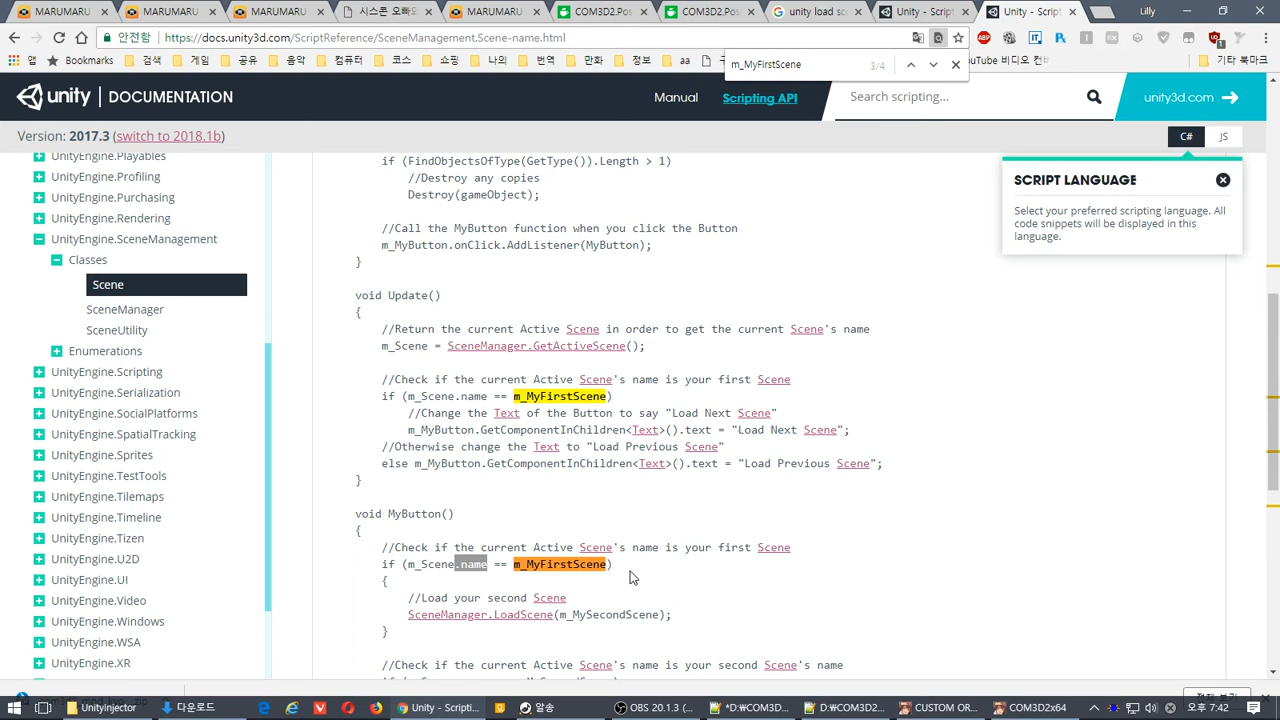 MARUMARU
MARUMARU
MARUMARU
시스콘 오빠와
MARUMARU
COM3D2.Pos
COM3D2.Pos
unity load sce
Unity - Script
Unity - Script
Lilly
안전함
https://docs.unity3d.com/ScriptReference/SceneManagement.Scene-name.html
앱
Bookmarks
검색
게임
공유
컴퓨터
코스
쇼핑
나의
번역
만화
정보
aa
YouTube 비디오 컨버
기타 북마크
m_MyFirstScene
3/4
unity | DOCUMENTATION
Manual
Scripting API
Search scripting...
unity3d.com
Version: 2017.3 (switch to 2018.1b)
C#
JS
SCRIPT LANGUAGE
Select your preferred scripting language. All
code snippets will be displayed in this
language.
UnityEngine.Playables
UnityEngine.Profiling
UnityEngine.Purchasing
UnityEngine.Rendering
UnityEngine.SceneManagement
Classes
Scene
SceneManager
SceneUtility
Enumerations
UnityEngine.Scripting
UnityEngine.Serialization
UnityEngine.SocialPlatforms
UnityEngine.SpatialTracking
UnityEngine.Sprites
UnityEngine.TestTools
UnityEngine.Tilemaps
UnityEngine.Timeline
UnityEngine.Tizen
UnityEngine.U2D
UnityEngine.UI
UnityEngine.Video
UnityEngine.Windows
UnityEngine.WSA
UnityEngine.XR
if (FindObjectsOfType(GetType()).Length > 1)
//Destroy any copies
Destroy(gameObject);
//Call the MyButton function when you click the Button
m_MyButton.onClick.AddListener(MyButton);
}
void Update()
{
//Return the current Active Scene in order to get the current Scene's name
m_Scene = SceneManager.GetActiveScene();
//Check if the current Active Scene's name is your first Scene
if (m_Scene.name == m_MyFirstScene)
//Change the Text of the Button to say "Load Next Scene"
m_MyButton.GetComponentInChildren<Text>().text = "Load Next Scene";
//Otherwise change the Text to "Load Previous Scene"
else m_MyButton.GetComponentInChildren<Text>().text = "Load Previous Scene";
}
void MyButton()
{
//Check if the current Active Scene's name is your first Scene
if (m_Scene.name == m_MyFirstScene)
{
//Load your second Scene
SceneManager.LoadScene(m_MySecondScene);
}
//Check if the current Active Scene's name is your second Scene's name
UnityInjector
다운로드
Unity - Scripti...
송
OBS 20.1.3 (...
*D:₩COM3D...
D:₩COM3D2...
CUSTOM OR...
COM3D2x64
오후 7:42